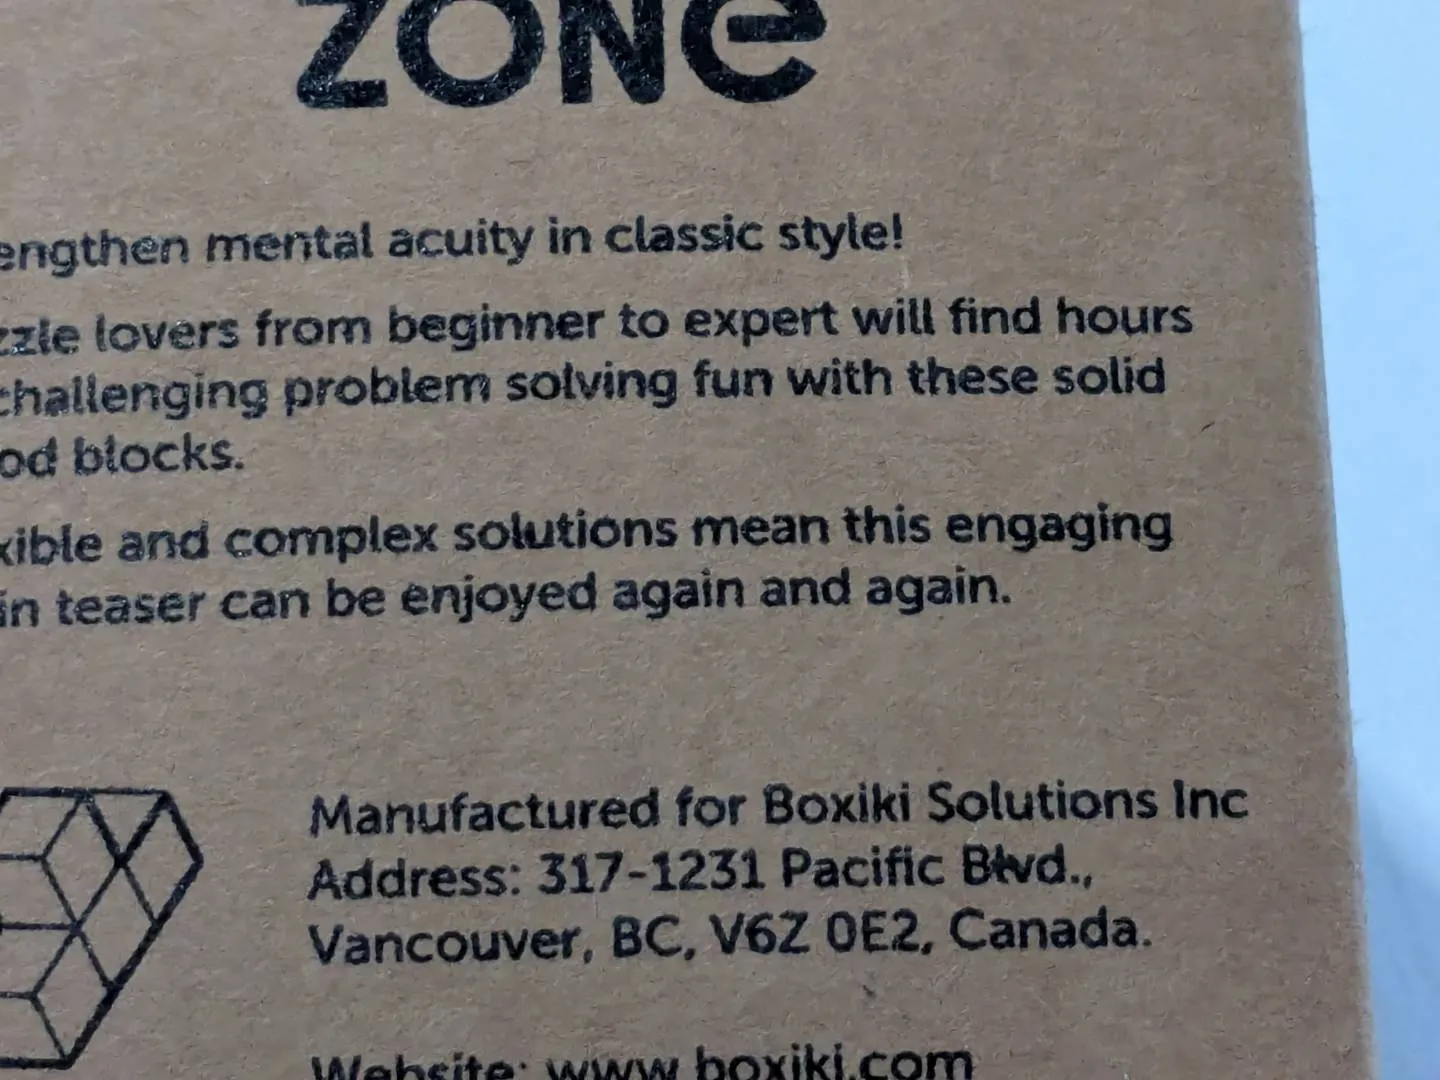 ZONe
engthen mental acuity in classic style!
zzle lovers from beginner to expert will find hours
challenging problem solving fun with these solid
od blocks.
xible and complex solutions mean this engaging
in teaser can be enjoyed again and again.
Manufactured for Boxiki Solutions Inc
Address: 317-1231 Pacific Blvd.,
Vancouver, BC, V6Z 0E2, Canada.
Website: www.boxiki.com